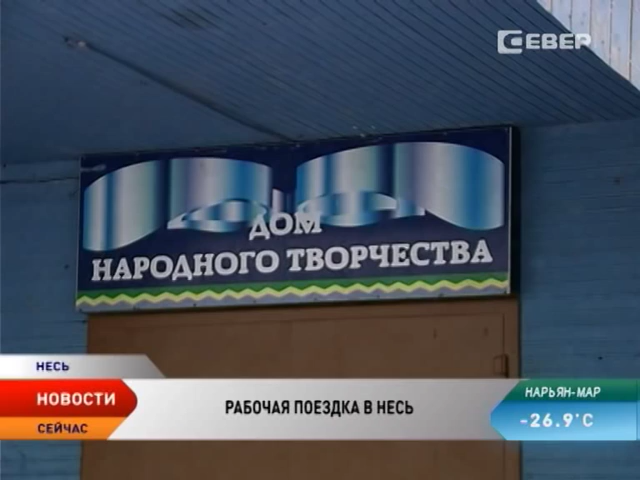 СЕВЕР
ДОМ
НАРОДНОГО ТВОРЧЕСТВА
НЕСЬ
НОВОСТИ
СЕЙЧАС
РАБОЧАЯ ПОЕЗДКА В НЕСЬ
НАРЬЯН-МАР
-26.9°С